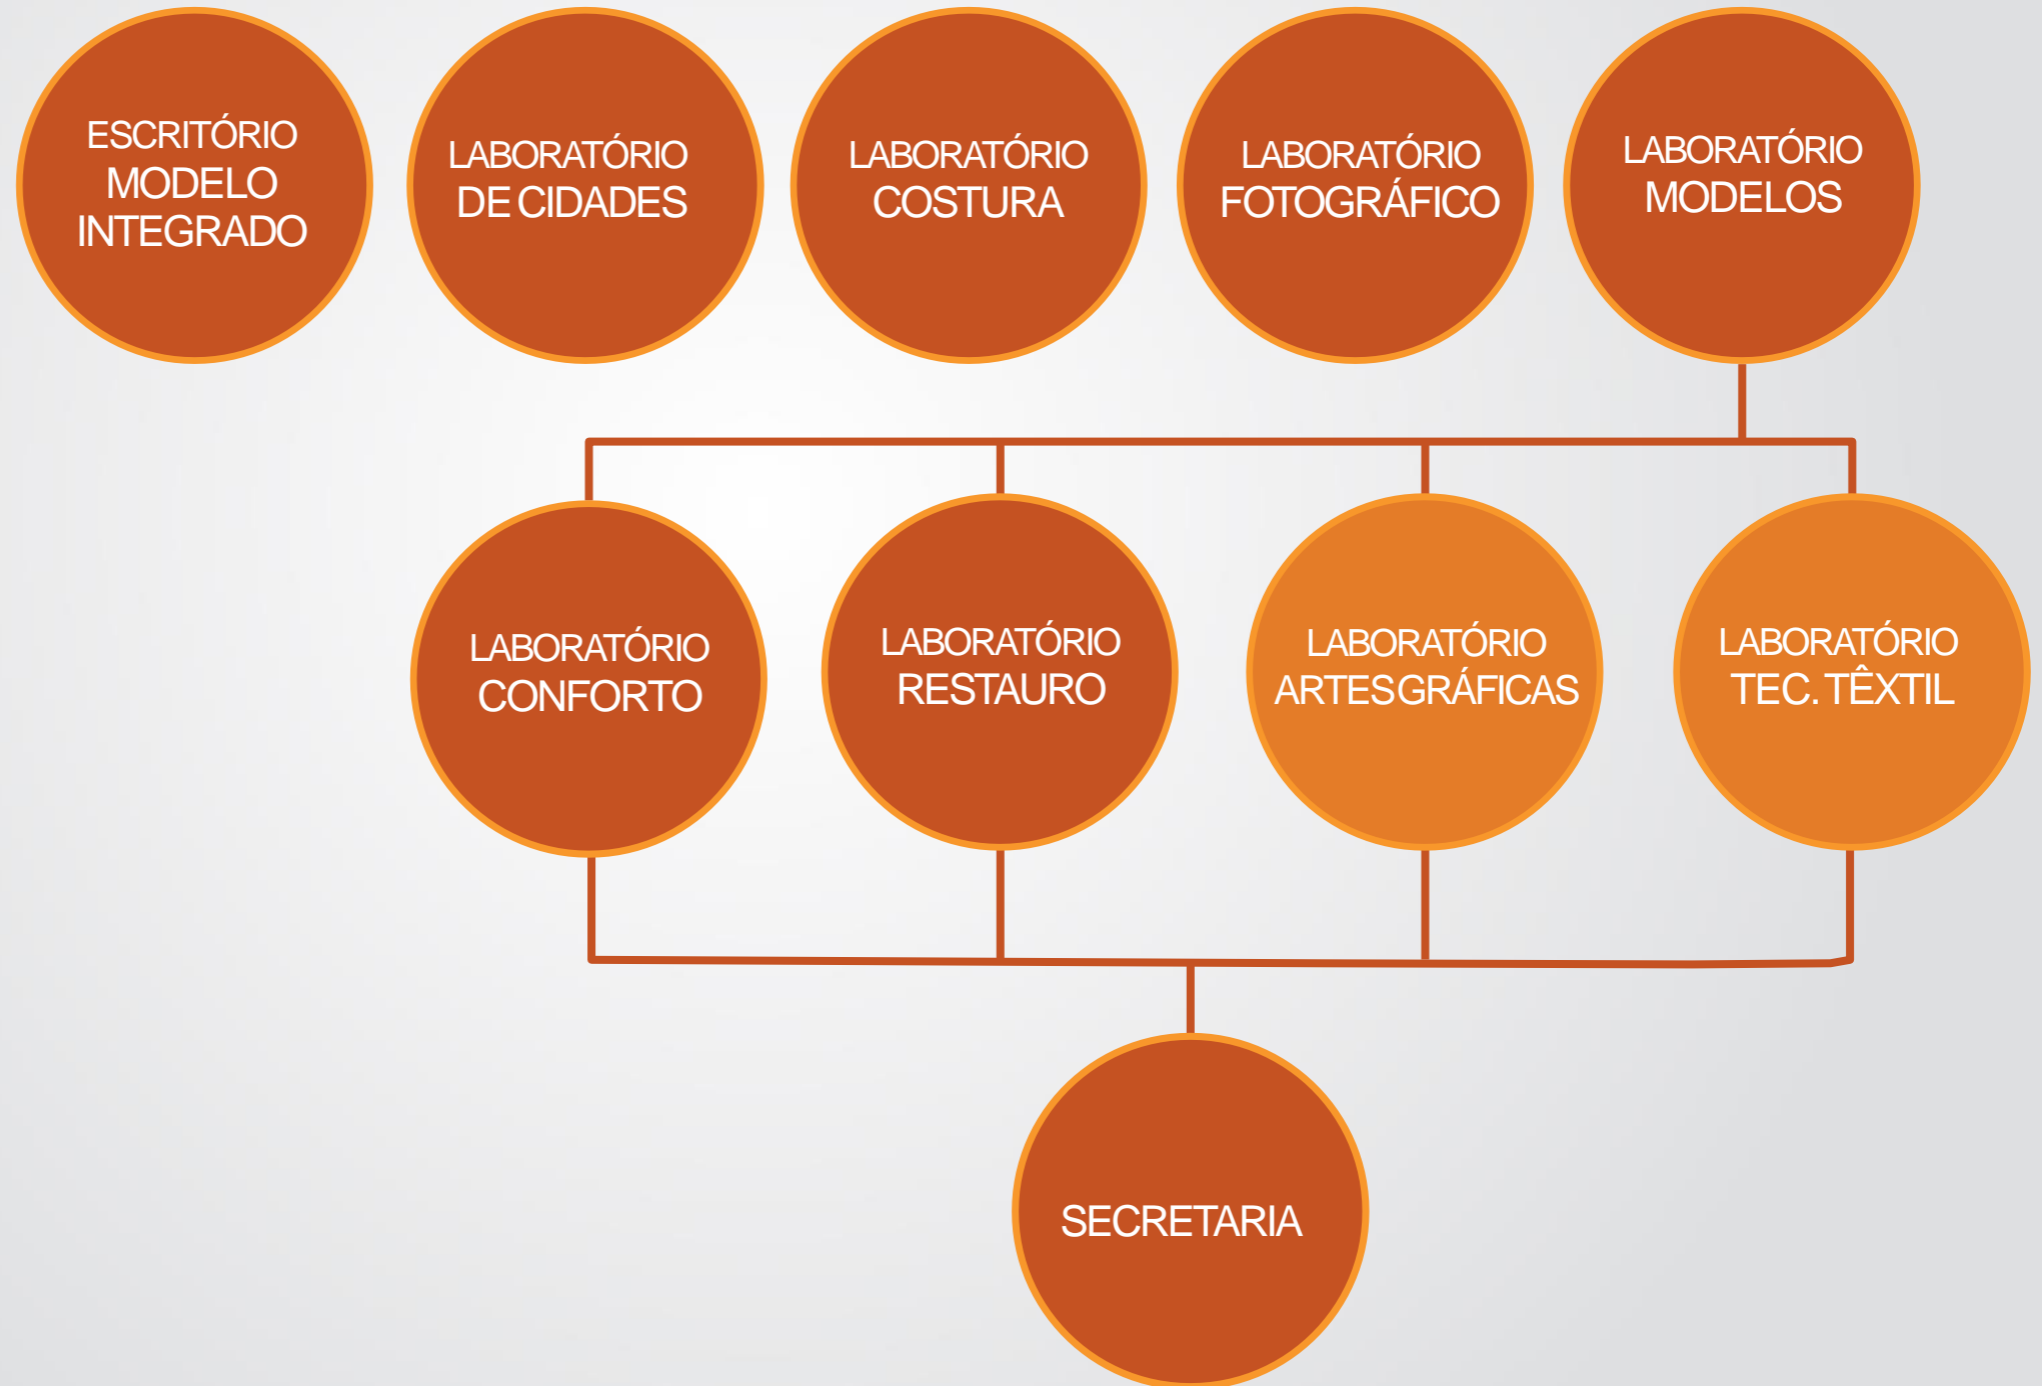 ESCRITÓRIO
MODELO
INTEGRADO
LABORATÓRIO
DE CIDADES
LABORATÓRIO
COSTURA
LABORATÓRIO
FOTOGRÁFICO
LABORATÓRIO
MODELOS
LABORATÓRIO
CONFORTO
LABORATÓRIO
RESTAURO
LABORATÓRIO
ARTES GRÁFICAS
LABORATÓRIO
TEC. TÊXTIL
SECRETARIA